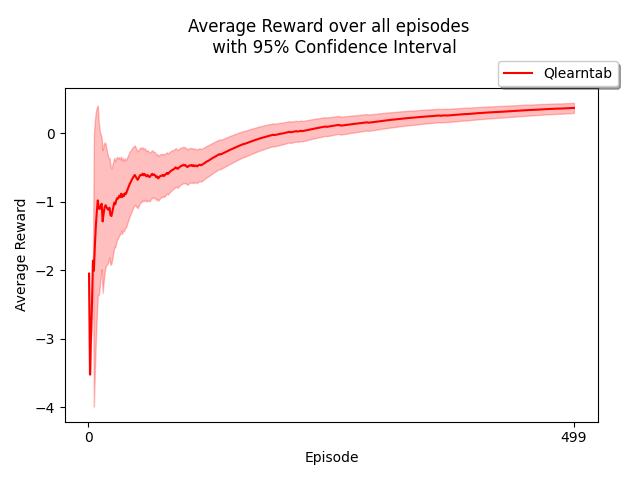 Average Reward over all episodes
with 95% Confidence Interval
Qlearntab
0
−1
−2
−3
−4
Average Reward
0
499
Episode